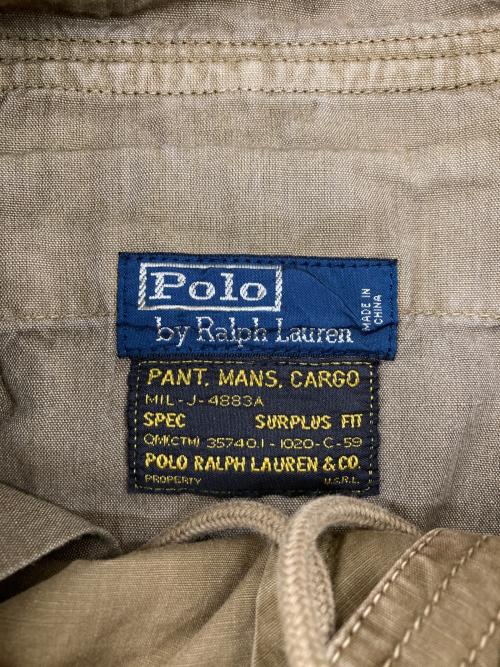 Polo
by Ralph Lauren
MADE IN
CHINA
PANT, MANS, CARGO
MIL-J-4883A
SPEC SURPLUS FIT
QM(CTM) 35740.1-1020-C-59
POLO RALPH LAUREN & CO.
PROPERTY U.S.R.L.